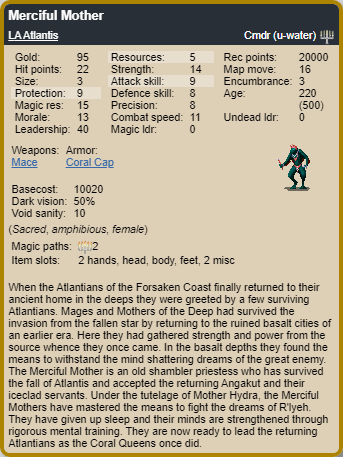 Merciful Mother
LA Atlantis Cmdr (u-water)
Gold: 95 Resources: 5 Rec points: 20000
Hit points: 22 Strength: 14 Map move: 16
Size: 3 Attack skill: 9 Encumbrance: 3
Protection: 9 Defence skill: 8 Age: 220
Magic res: 15 Precision: 8 (500)
Morale: 13 Combat speed: 11 Undead ldr: 0
Leadership: 40 Magic ldr: 0
Weapons: Armor:
Mace Coral Cap
Basecost: 10020
Dark vision: 50%
Void sanity: 10
(Sacred, amphibious, female)
Magic paths: 2
Item slots: 2 hands, head, body, feet, 2 misc
When the Atlantians of the Forsaken Coast finally returned to their
ancient home in the deeps they were greeted by a few surviving
Atlantians. Mages and Mothers of the Deep had survived the
invasion from the fallen star by returning to the ruined basalt cities of
an earlier era. Here they had gathered strength and power from the
source whence they once came. In the basalt depths they found the
means to withstand the mind shattering dreams of the great enemy.
The Merciful Mother is an old shambler priestess who has survived
the fall of Atlantis and accepted the returning Angakut and their
iceclad servants. Under the tutelage of Mother Hydra, the Merciful
Mothers have mastered the means to fight the dreams of R'lyeh.
They have given up sleep and their minds are strengthened through
rigorous mental training. They are now ready to lead the returning
Atlantians as the Coral Queens once did.